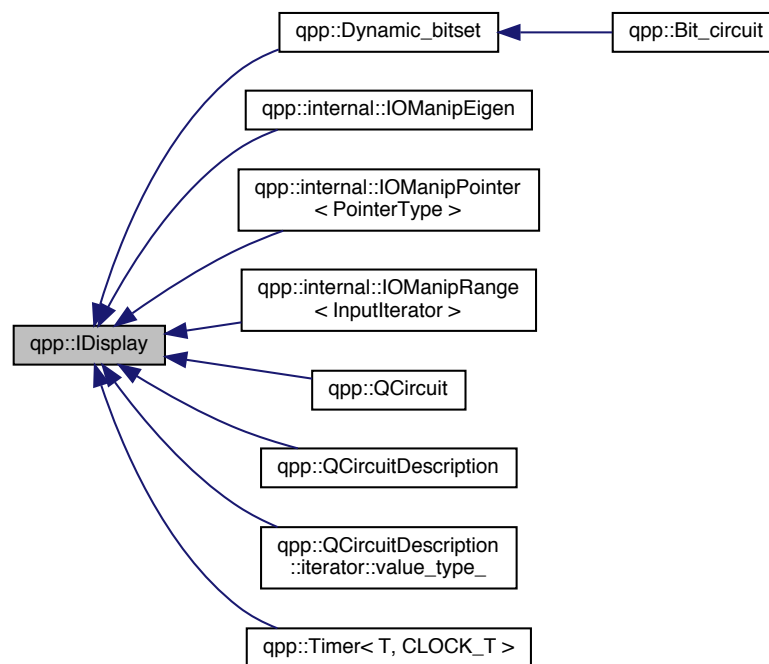 qpp::Dynamic_bitset
qpp::Bit_circuit
qpp::internal::IOManipEigen
qpp::internal::IOManipPointer
< PointerType >
qpp::internal::IOManipRange
< InputIterator >
qpp::IDisplay
qpp::QCircuit
qpp::QCircuitDescription
qpp::QCircuitDescription
::iterator::value_type_
qpp::Timer< T, CLOCK_T >